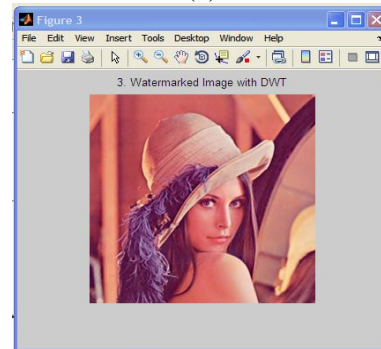 Figure 3
File Edit View Insert Tools Desktop Window Help
3. Watermarked Image with DWT